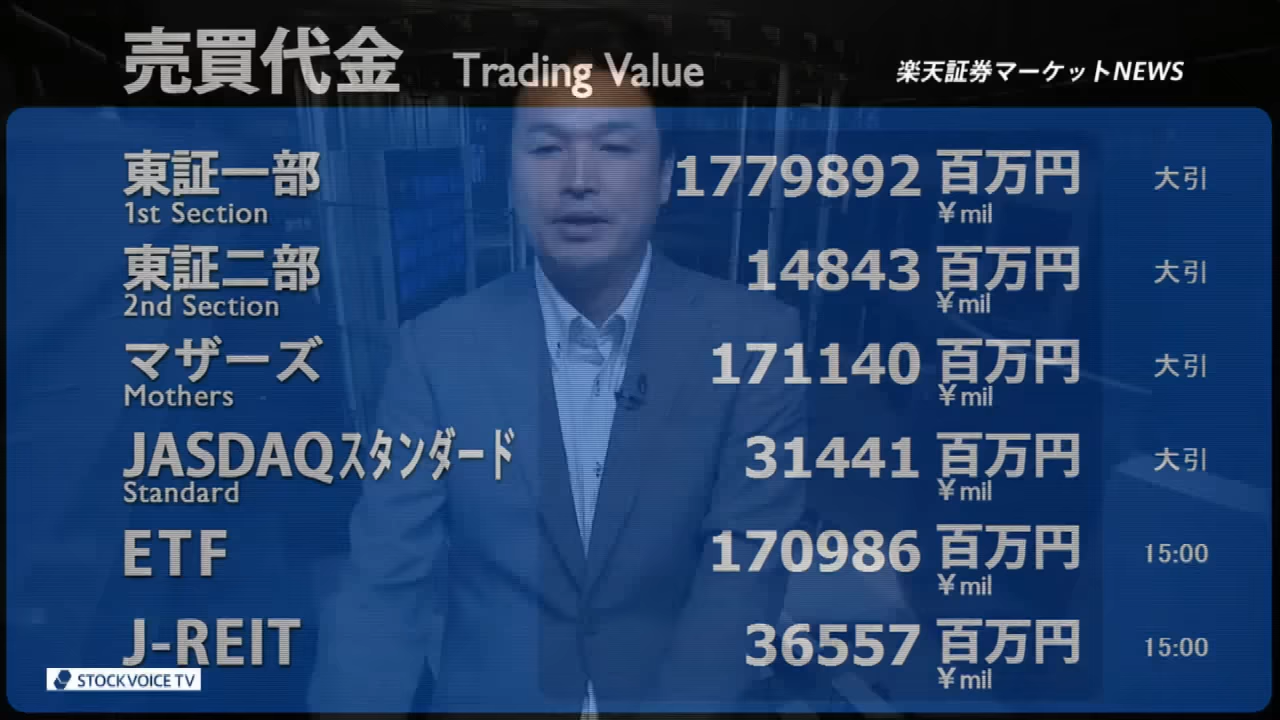 売買代金 Trading Value 楽天証券マーケットNEWS
東証一部 1779892 百万円 大引
1st Section ¥mil
東証二部 14843 百万円 大引
2nd Section ¥mil
マザーズ 171140 百万円 大引
Mothers ¥mil
JASDAQスタンダード 31441 百万円 大引
Standard ¥mil
ETF 170986 百万円 15:00
¥mil
J-REIT 36557 百万円 15:00
¥mil
STOCKVOICE TV